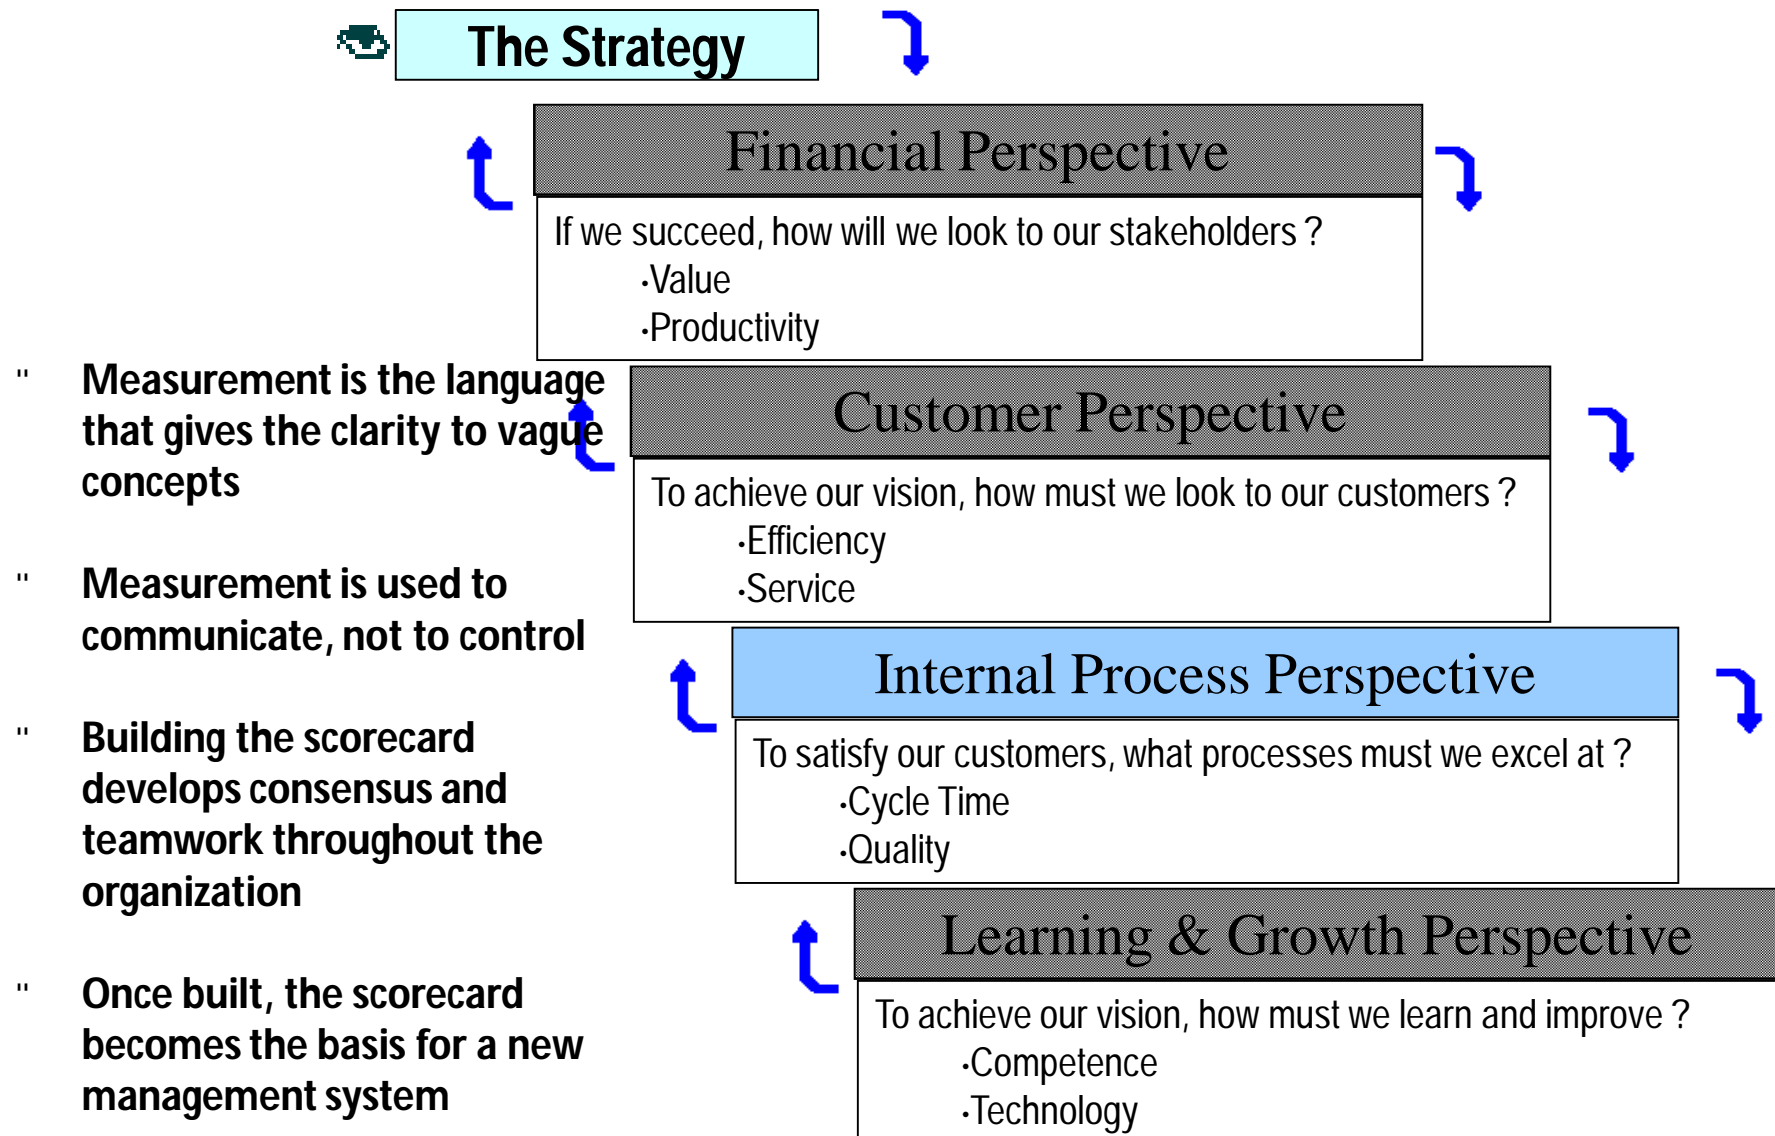 The Strategy
Financial Perspective
If we succeed, how will we look to our stakeholders ?
·Value
·Productivity
" Measurement is the language
that gives the clarity to vague
concepts
" Measurement is used to
communicate, not to control
" Building the scorecard
develops consensus and
teamwork throughout the
organization
" Once built, the scorecard
becomes the basis for a new
management system
Customer Perspective
To achieve our vision, how must we look to our customers ?
·Efficiency
·Service
Internal Process Perspective
To satisfy our customers, what processes must we excel at ?
·Cycle Time
·Quality
Learning & Growth Perspective
To achieve our vision, how must we learn and improve ?
·Competence
·Technology